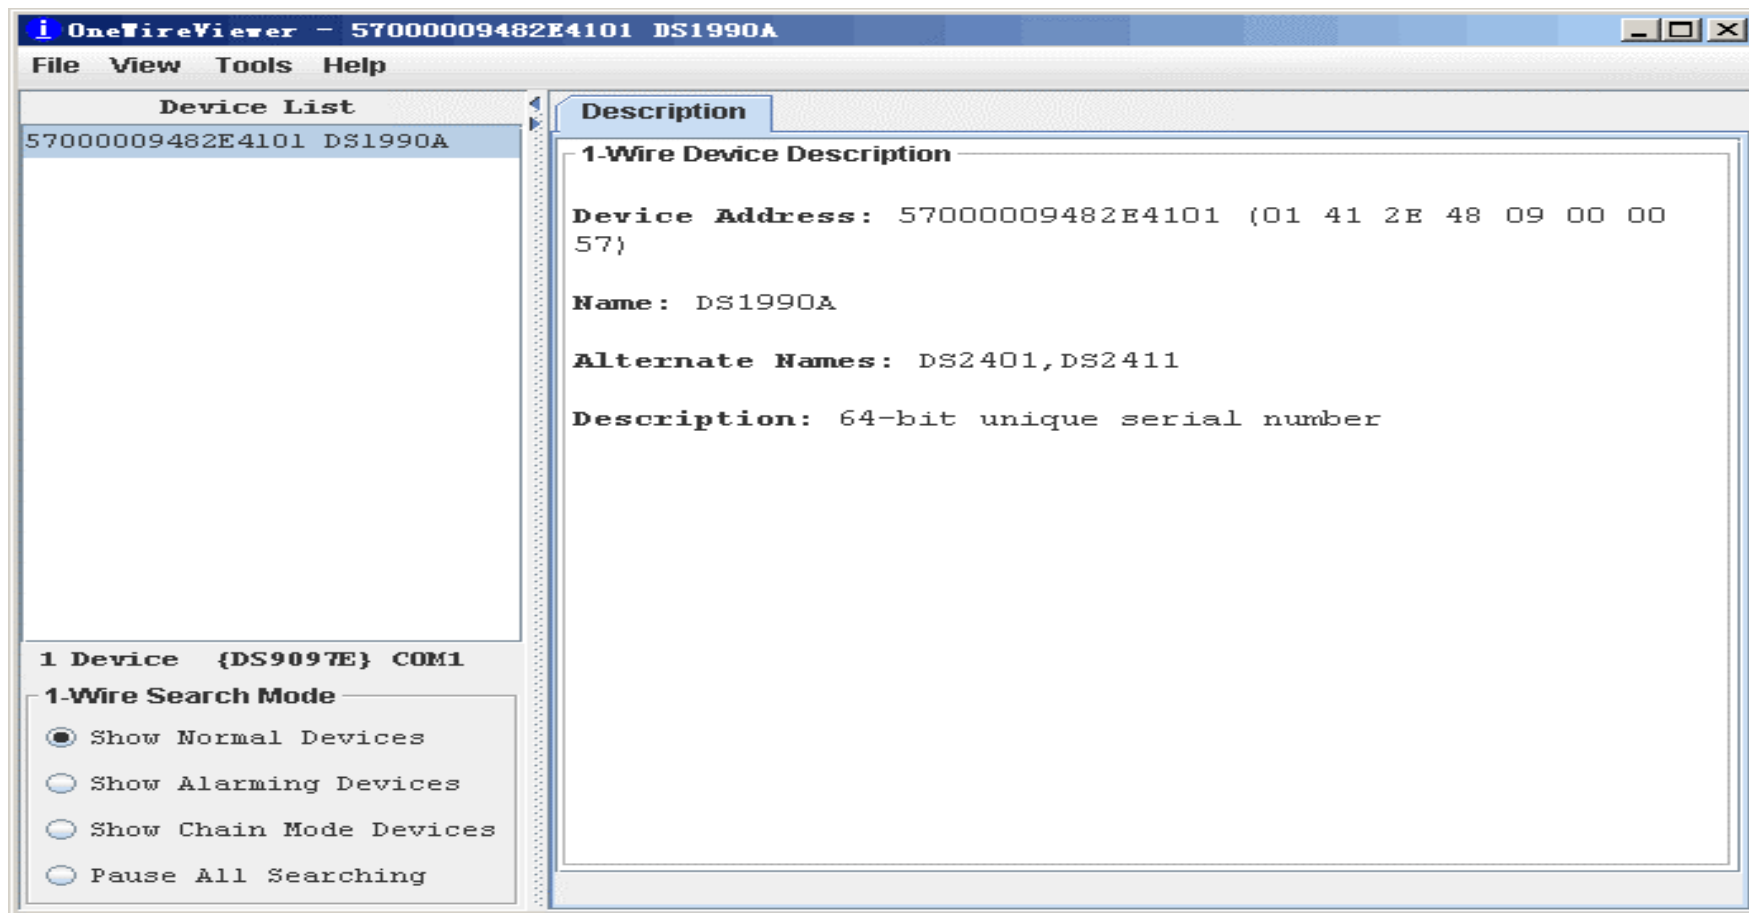 i OneWireViewer - 57000009482E4101 DS1990A
File View Tools Help
Device List
57000009482E4101 DS1990A
1 Device {DS9097E} COM1
1-Wire Search Mode
Show Normal Devices
Show Alarming Devices
Show Chain Mode Devices
Pause All Searching
Description
1-Wire Device Description
Device Address: 57000009482E4101 (01 41 2E 48 09 00 00
57)
Name: DS1990A
Alternate Names: DS2401,DS2411
Description: 64-bit unique serial number